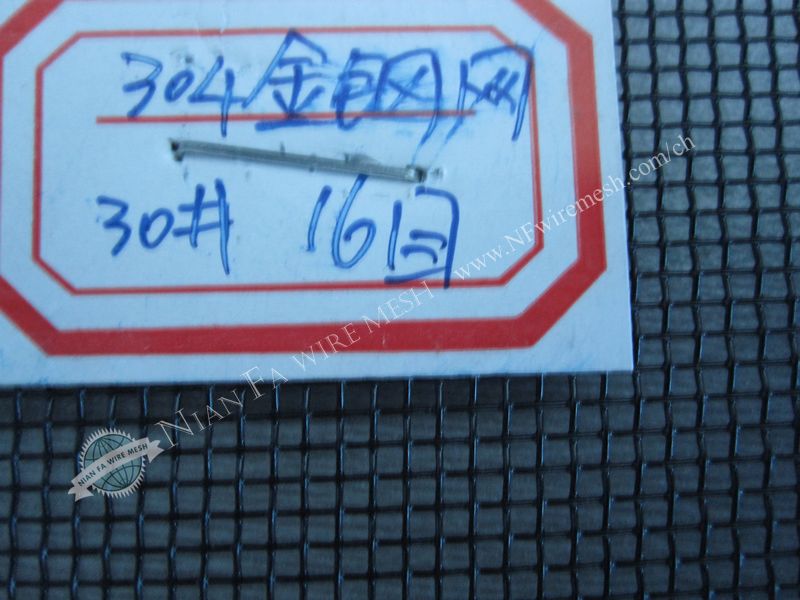 304金钢网
30# 16目
NIAN FA WIRE MESH www.NFwiremesh.com/ch
NIAN FA WIRE MESH